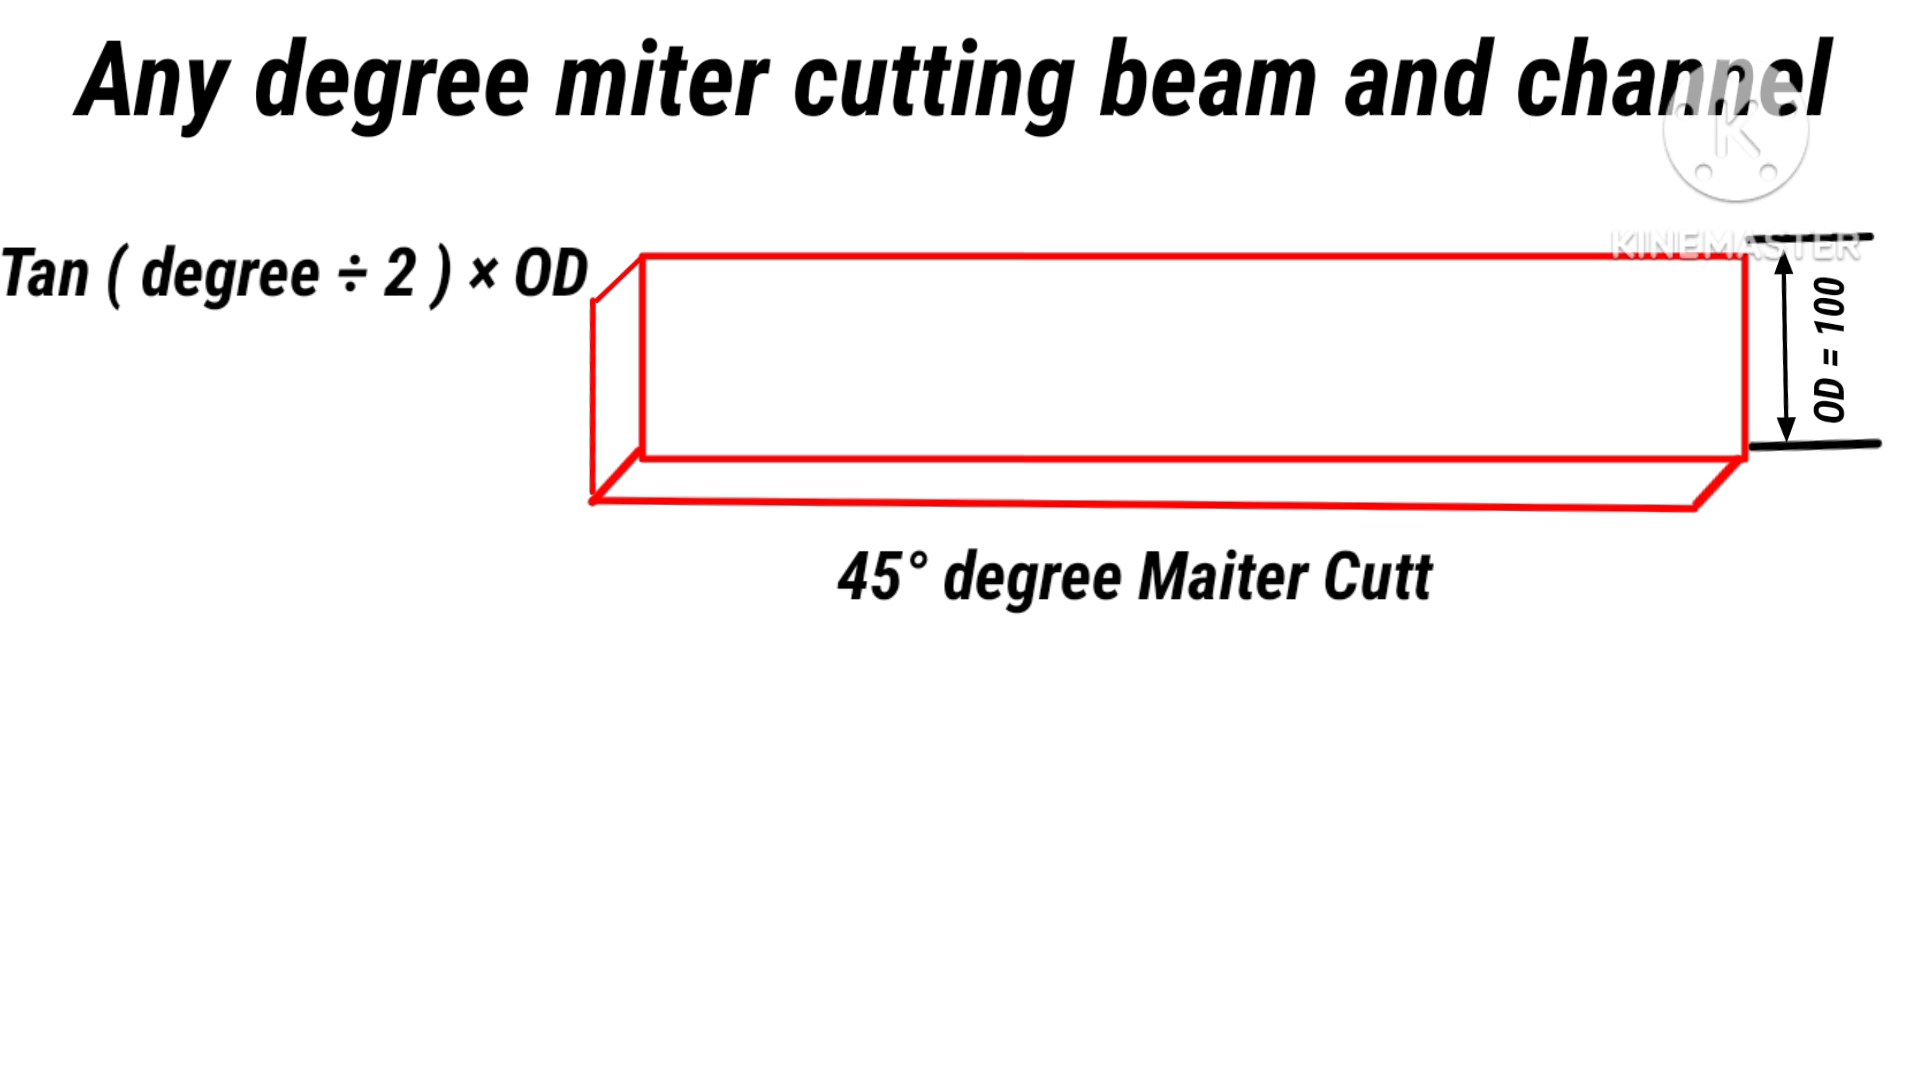 Any degree miter cutting beam and channel
K
KINEMASTER
Tan ( degree ÷ 2 ) × OD
OD = 100
45° degree Maiter Cutt